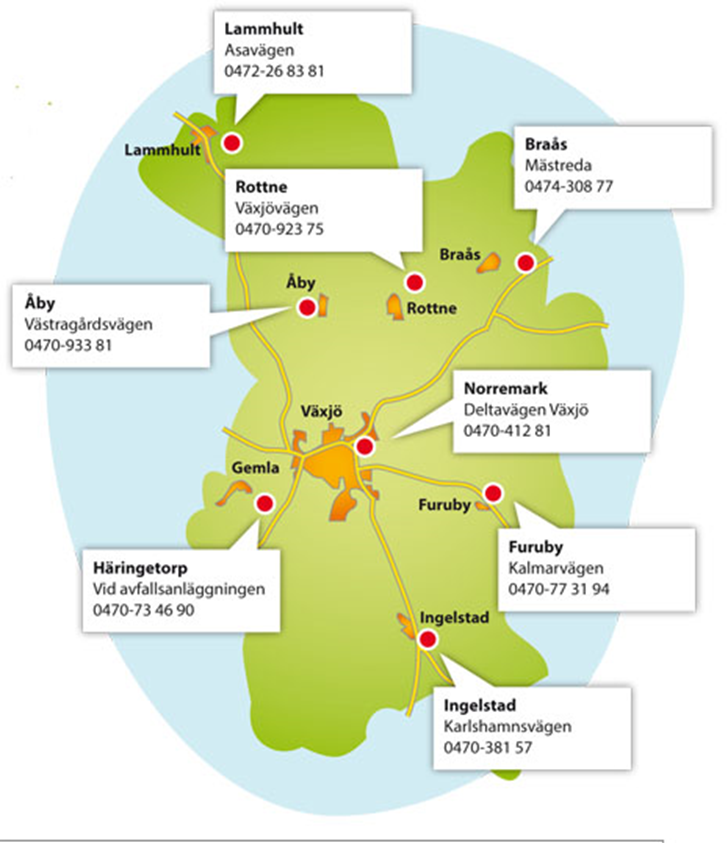 Lammhult
Asavägen
0472-26 83 81
Lammhult
Braås
Mästreda
0474-308 77
Rottne
Växjövägen
0470-923 75
Braås
Åby
Rottne
Åby
Västragårdsvägen
0470-933 81
Norremark
Deltavägen Växjö
0470-412 81
Växjö
Gemla
Furuby
Furuby
Kalmarvägen
0470-77 31 94
Häringetorp
Vid avfallsanläggningen
0470-73 46 90
Ingelstad
Ingelstad
Karlshamnsvägen
0470-381 57